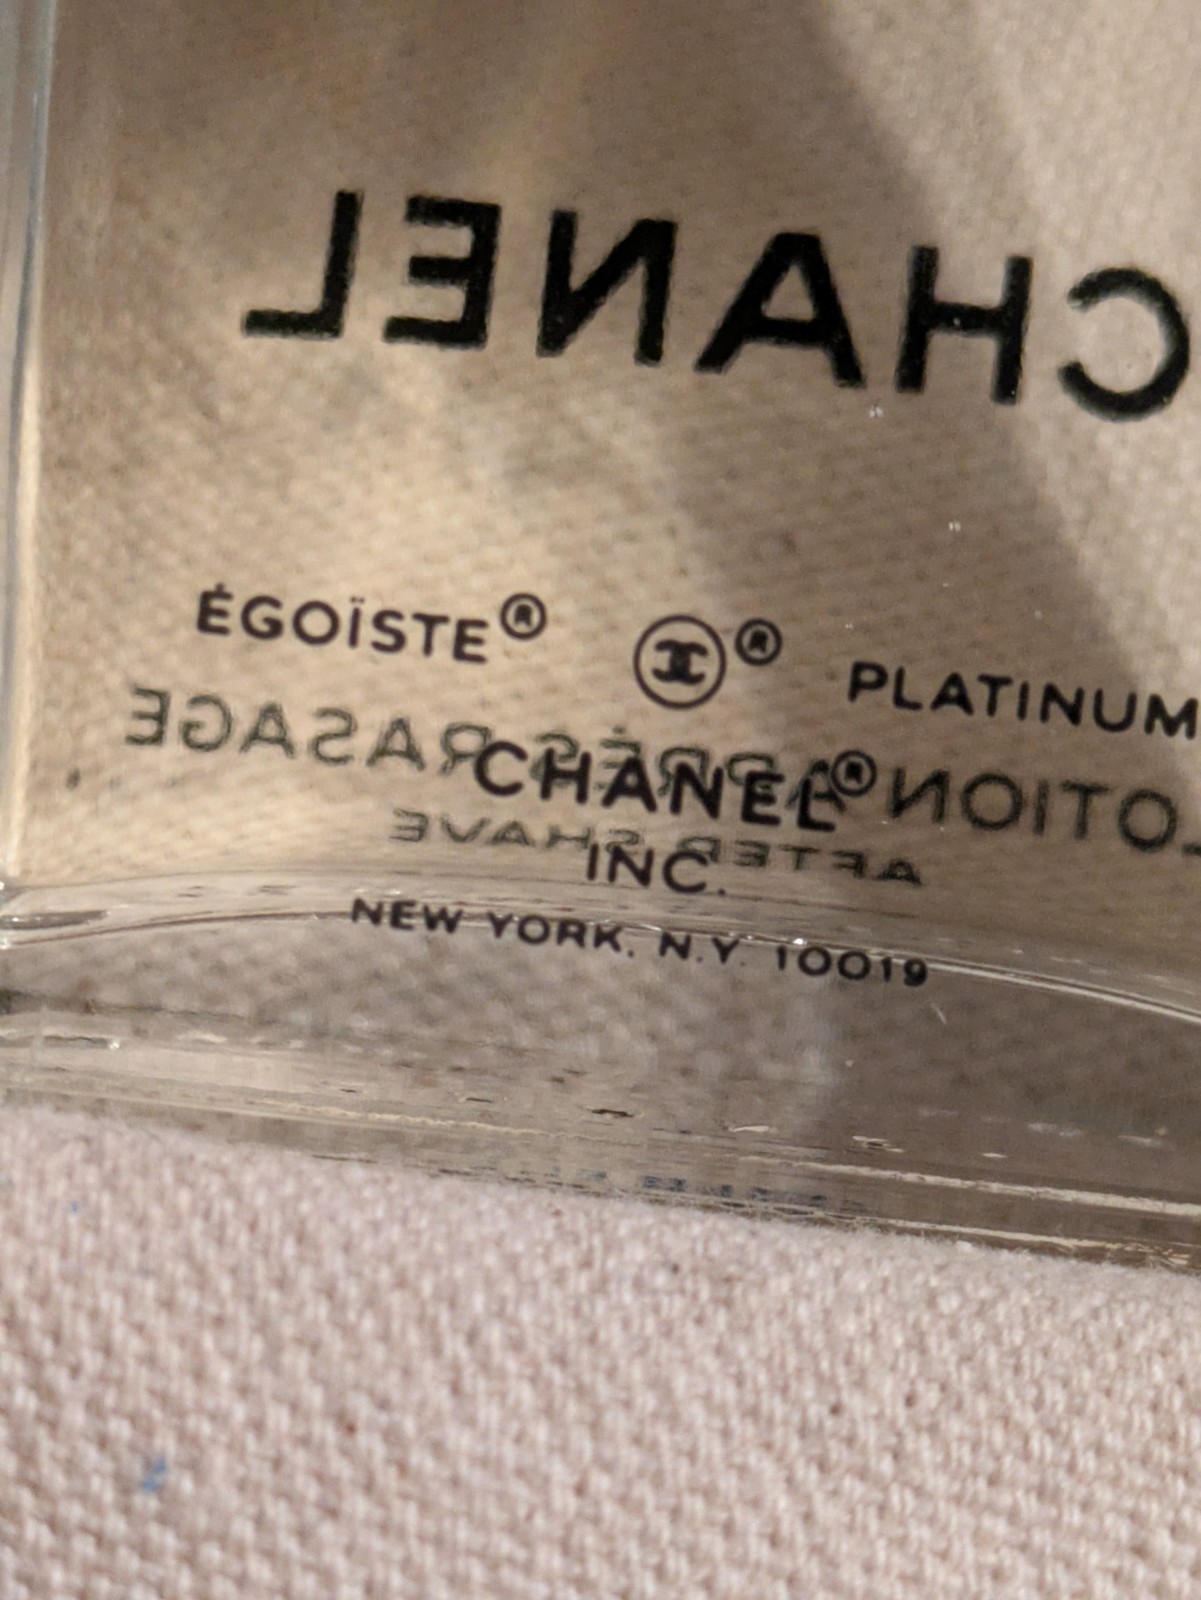 CHANEL
ÉGOÏSTE® ® PLATINUM
LOTION APRÈS RASAGE
CHANEL®
AFTER SHAVE
INC.
NEW YORK, N.Y. 10019